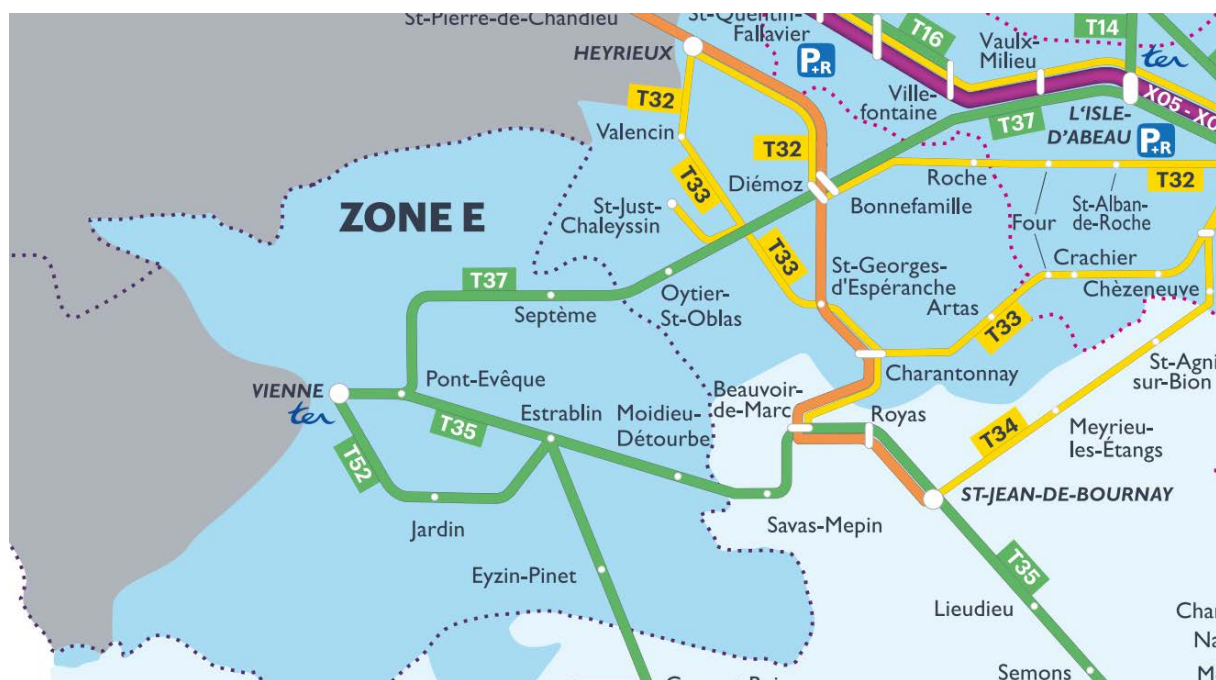 St-Pierre-de-Chandieu
St-Quentin-
Fallavier
HEYRIEUX
P+R
T16
Vaulx-
Milieu
T14
ter
T32
Ville-
fontaine
T37
X05 - X0
L'ISLE-
D'ABEAU
P+R
Valencin
T32
T33
Diémoz
Roche
T32
St-Just-
Chaleyssin
Bonnefamille
Four
St-Alban-
de-Roche
ZONE E
T33
St-Georges-
d'Espéranche
Crachier
T37
Artas
Chèzeneuve
Septème
Oytier-
St-Oblas
T33
St-Agni
sur-Bion
VIENNE
ter
Pont-Evêque
Beauvoir-
de-Marc
Charantonnay
T35
Estrablin
Moidieu-
Détourbe
Royas
T34
Meyrieu-
les-Étangs
T52
ST-JEAN-DE-BOURNAY
Jardin
Savas-Mepin
Eyzin-Pinet
T35
Lieudieu
Char
Na
Semons
M